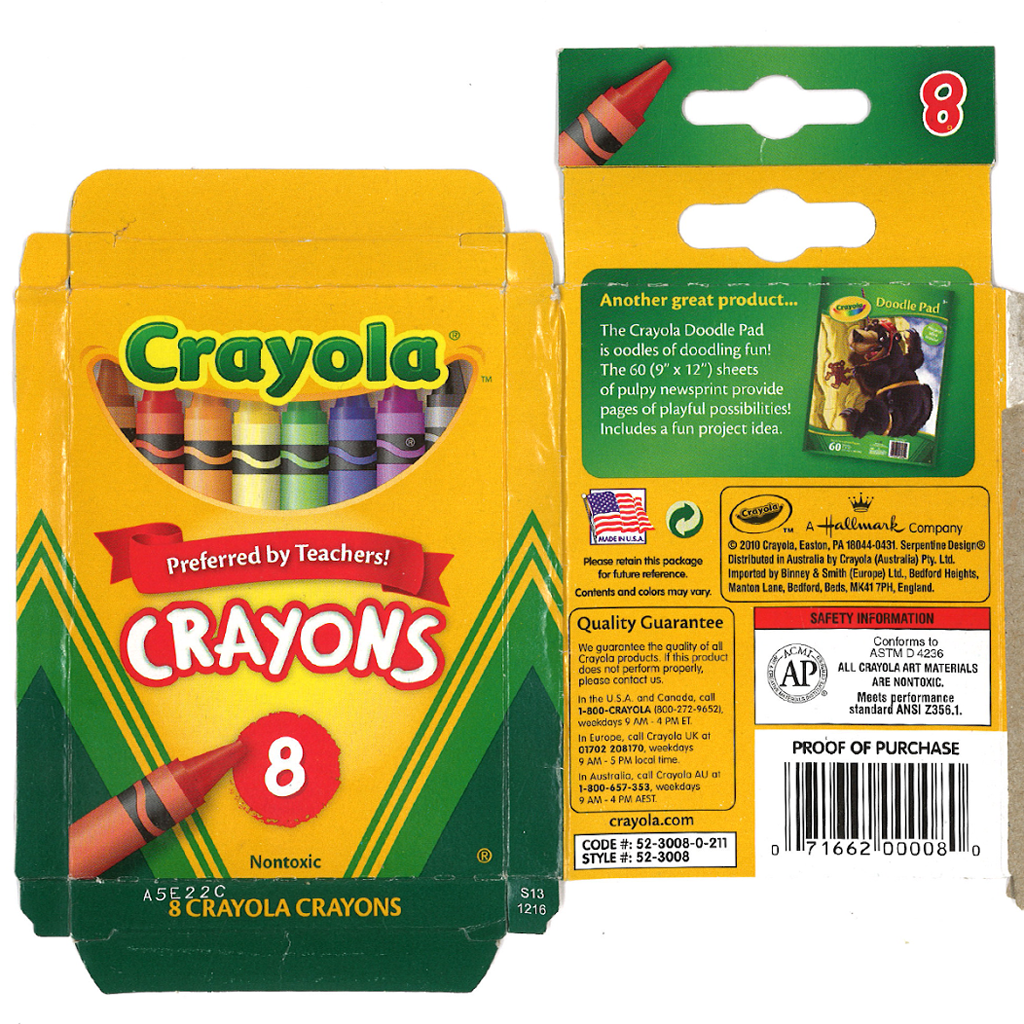 Crayola®
™
®
Preferred by Teachers!
CRAYONS
8
Nontoxic
®
A5E22C
8 CRAYOLA CRAYONS
S13
1216
8
Another great product...
The Crayola Doodle Pad
is oodles of doodling fun!
The 60 (9” x 12”) sheets
of pulpy newsprint provide
pages of playful possibilities!
Includes a fun project idea.
Crayola
Doodle Pad
60
MADE IN U.S.A.
Please retain this package
for future reference.
Contents and colors may vary.
Crayola™
A Hallmark Company
© 2010 Crayola, Easton, PA 18044-0431. Serpentine Design®
Distributed in Australia by Crayola (Australia) Pty. Ltd.
Imported by Binney & Smith (Europe) Ltd., Bedford Heights,
Manton Lane, Bedford, Beds, MK41 7PH, England.
Quality Guarantee
We guarantee the quality of all
Crayola products. If this product
does not perform properly,
please contact us.
In the U.S.A. and Canada, call
1-800-CRAYOLA (800-272-9652),
weekdays 9 AM - 4 PM ET.
In Europe, call Crayola UK at
01702 208170, weekdays
9 AM - 5 PM local time.
In Australia, call Crayola AU at
1-800-657-353, weekdays
9 AM - 4 PM AEST.
crayola.com
CODE #: 52-3008-0-211
STYLE #: 52-3008
SAFETY INFORMATION
ACMI
AP
®
Conforms to
ASTM D 4236
ALL CRAYOLA ART MATERIALS
ARE NONTOXIC.
Meets performance
standard ANSI Z356.1.
PROOF OF PURCHASE
0 71662 00008 0